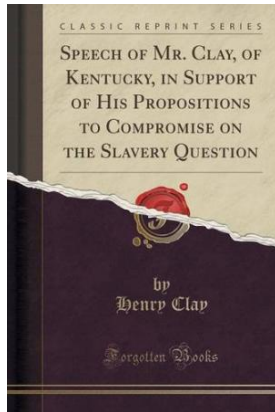 CLASSIC REPRINT SERIES
SPEECH OF MR. CLAY, OF
KENTUCKY, IN SUPPORT
OF HIS PROPOSITIONS
TO COMPROMISE ON
THE SLAVERY QUESTION
F
by
Henry Clay
Forgotten Books